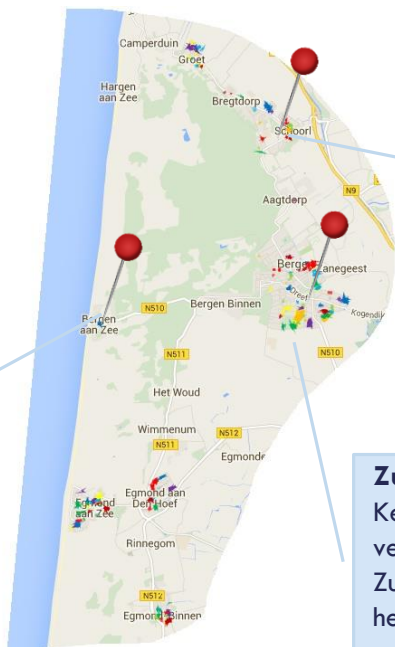 Camperduin
Groet
Hargen
aan Zee
Bregtdorp
Schoorl
N9
Aagtdorp
Bergen
Zanegeest
Bergen Binnen
N510
Bergen
aan Zee
N511
N510
Het Woud
Wimmenum
N511
N512
Egmond aan
Den Hoef
Egmond
aan Zee
Rinnegom
N512
Egmond Binnen
Zu
Ke
ve
Zu
he